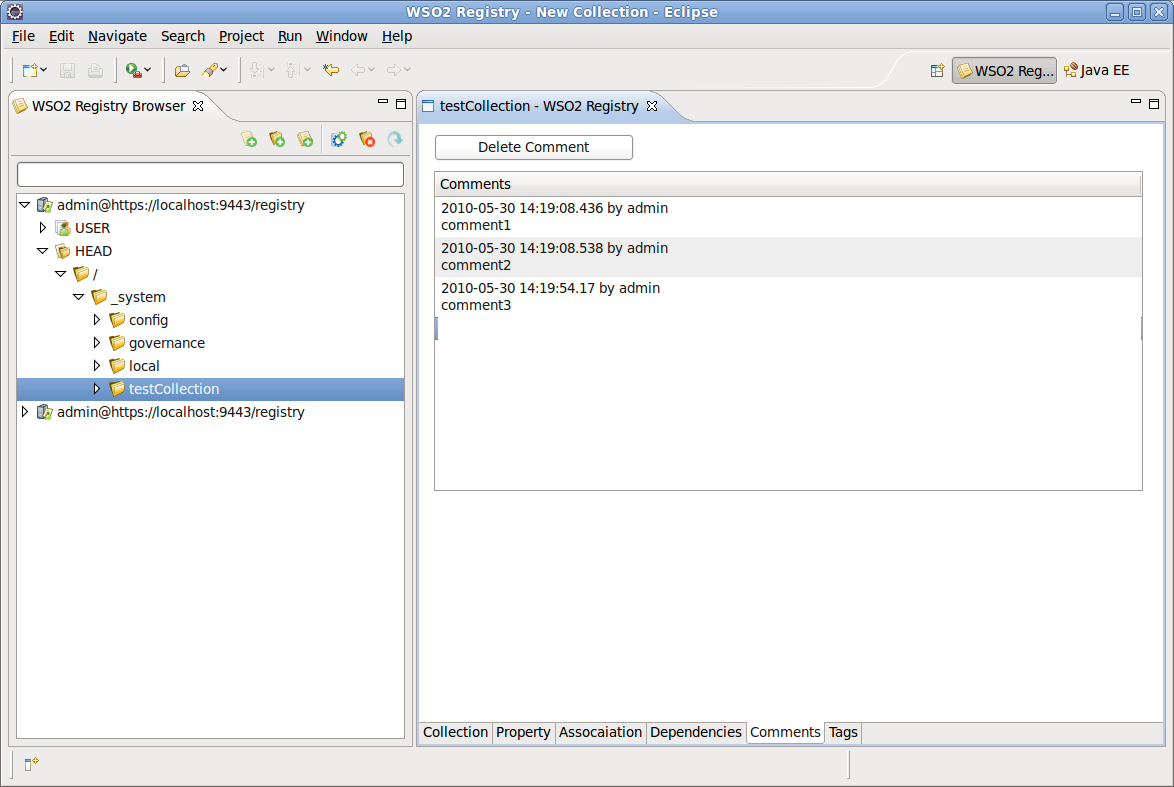 WSO2 Registry - New Collection - Eclipse
File Edit Navigate Search Project Run Window Help
WSO2 Reg... Java EE
WSO2 Registry Browser
admin@https://localhost:9443/registry
USER
HEAD
/
_system
config
governance
local
testCollection
admin@https://localhost:9443/registry
testCollection - WSO2 Registry
Delete Comment
Comments
2010-05-30 14:19:08.436 by admin
comment1
2010-05-30 14:19:08.538 by admin
comment2
2010-05-30 14:19:54.17 by admin
comment3
Collection Property Assocaiation Dependencies Comments Tags